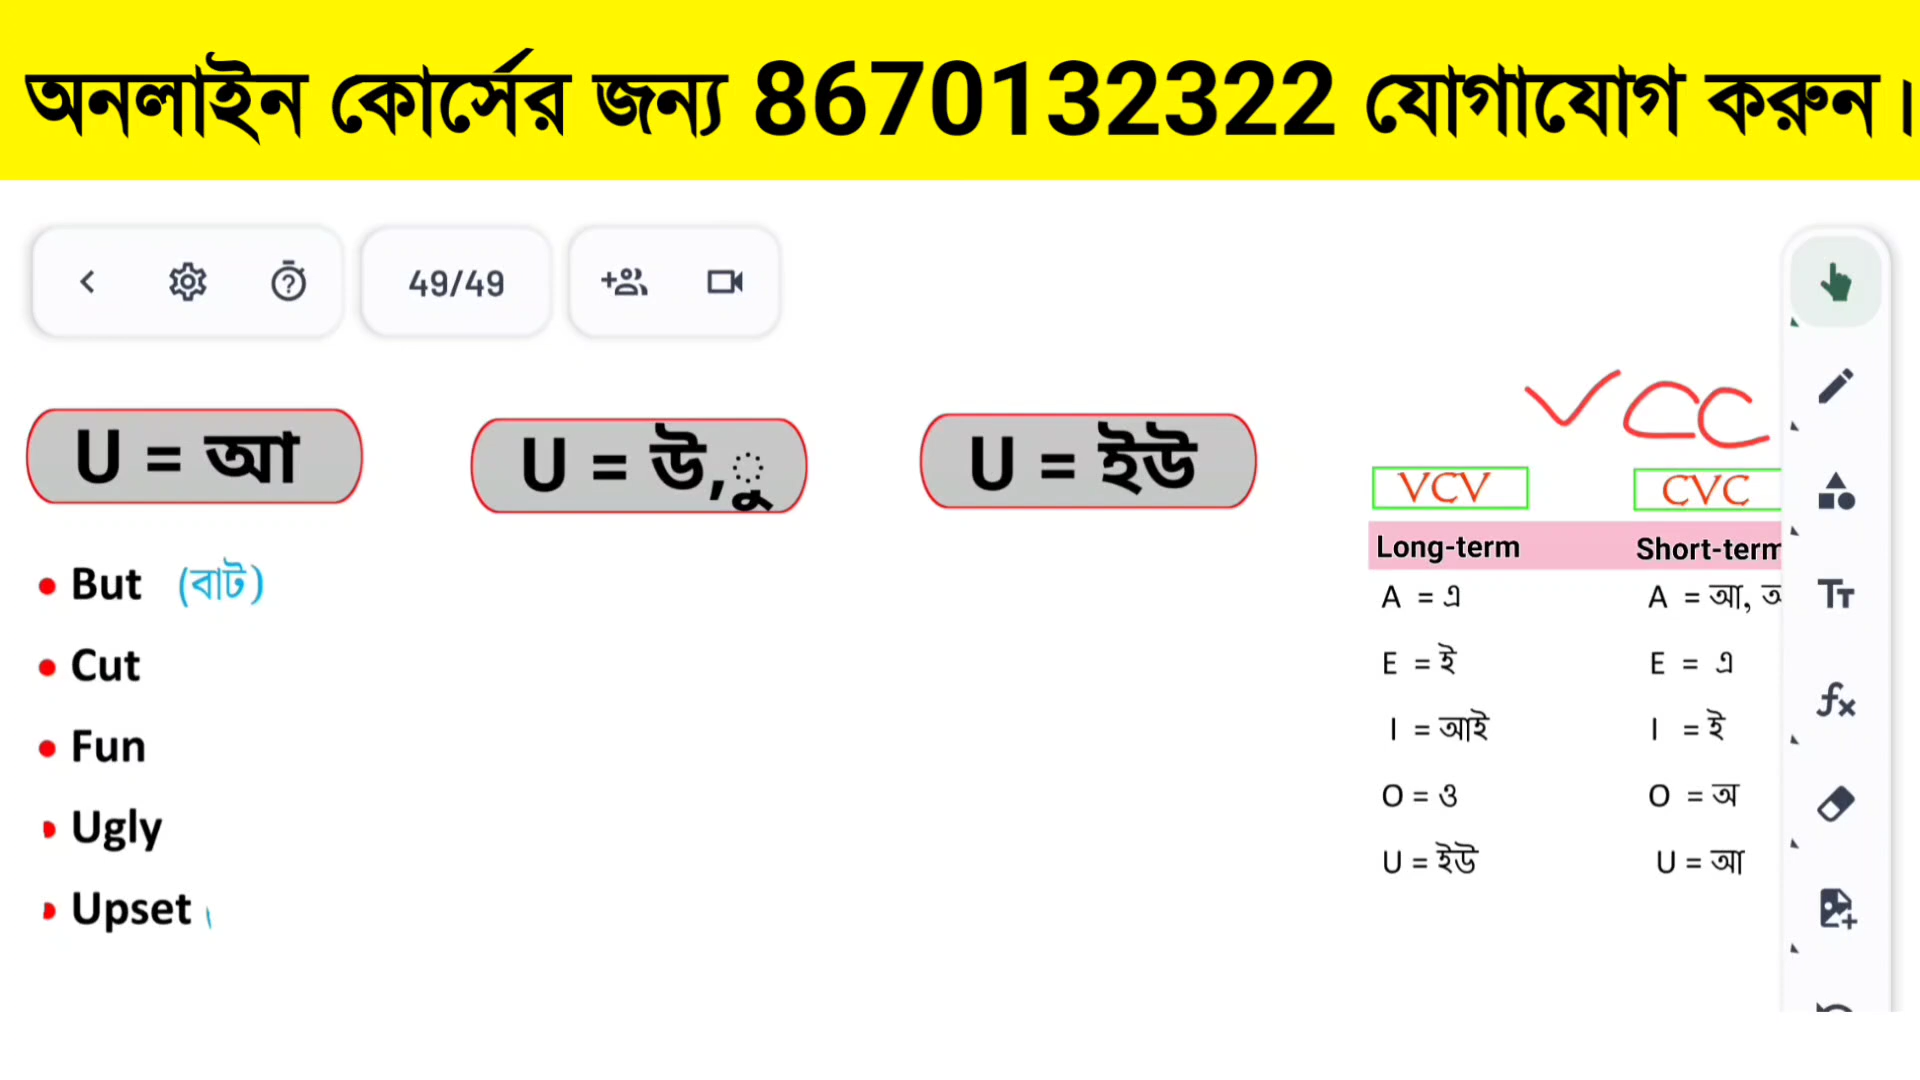 অনলাইন কোর্সের জন্য 8670132322 যোগাযোগ করুন।
49/49
U = আ
U = উ,ু
U = ইউ
VCC
VCV
CVC
Long-term
Short-term
A = এ
A = আ,
E = ই
E = এ
I = আই
I = ই
O = ও
O = অ
U = ইউ
U = আ
But (বাট)
Cut
Fun
Ugly
Upset